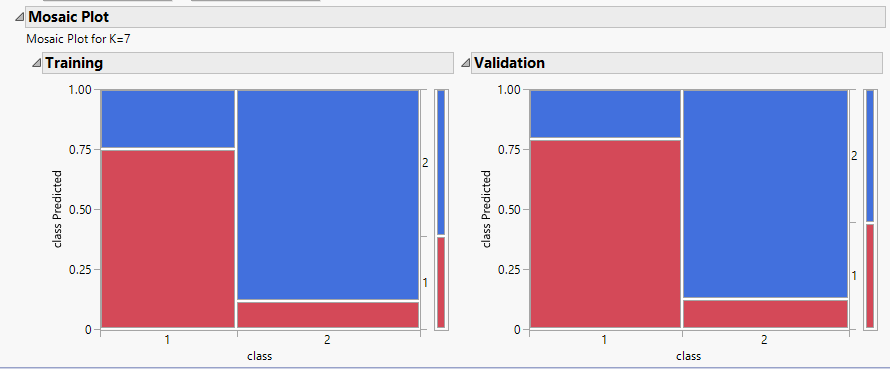 Mosaic Plot
Mosaic Plot for K=7
Training
1.00
0.75
0.50
0.25
0
class Predicted
2
1
1 2
class
Validation
1.00
0.75
0.50
0.25
0
class Predicted
2
1
1 2
class